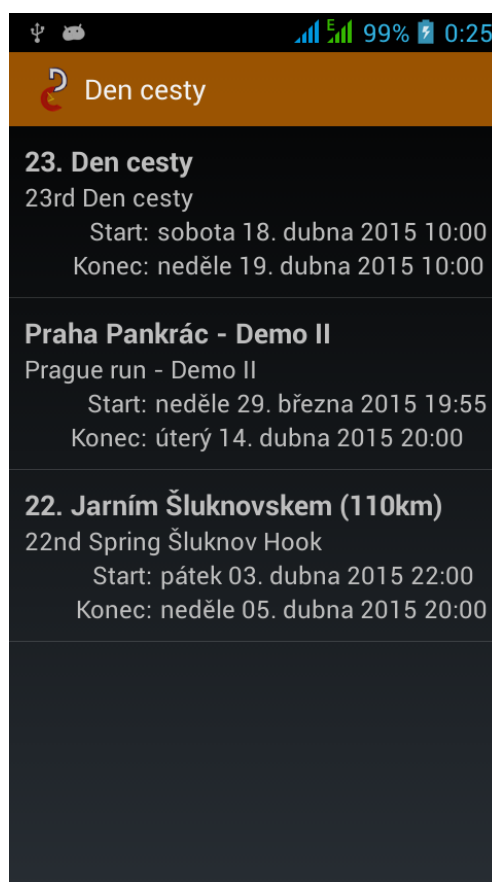 E 99% 0:25
Den cesty
23. Den cesty
23rd Den cesty
Start: sobota 18. dubna 2015 10:00
Konec: neděle 19. dubna 2015 10:00
Praha Pankrác - Demo II
Prague run - Demo II
Start: neděle 29. března 2015 19:55
Konec: úterý 14. dubna 2015 20:00
22. Jarním Šluknovskem (110km)
22nd Spring Šluknov Hook
Start: pátek 03. dubna 2015 22:00
Konec: neděle 05. dubna 2015 20:00